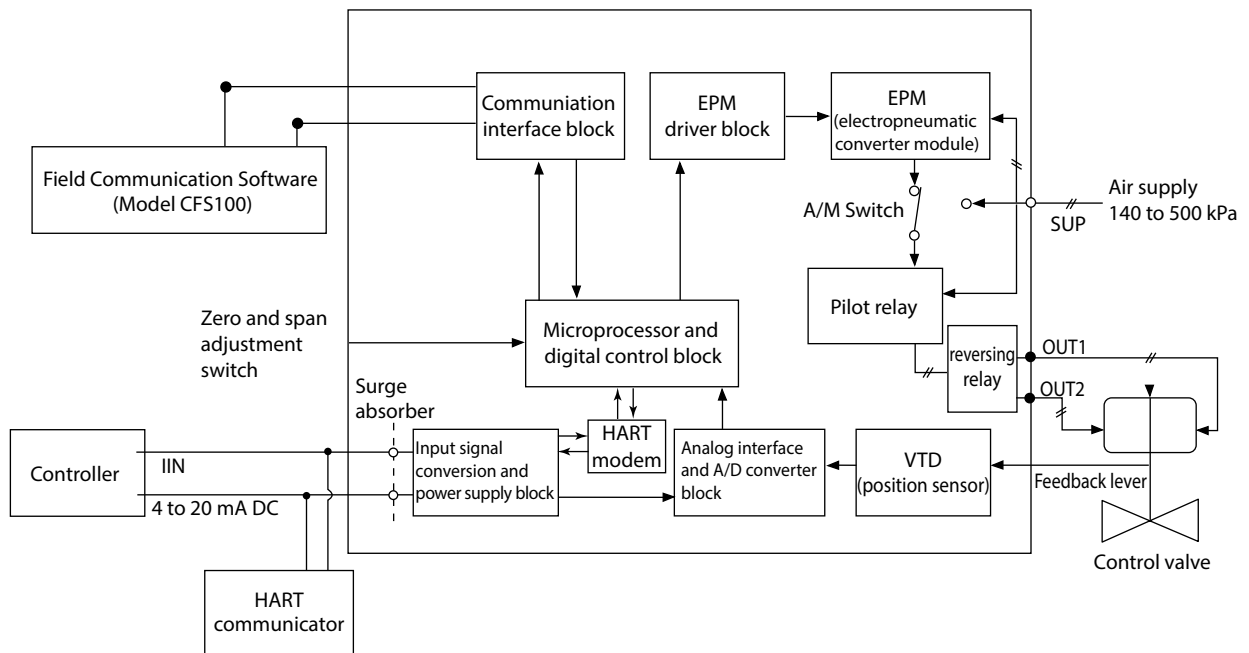 Communiation
interface block
EPM
driver block
EPM
(electropneumatic
converter module)
Field Communication Software
(Model CFS100)
A/M Switch
SUP
Air supply
140 to 500 kPa
Pilot relay
Zero and span
adjustment
switch
Microprocessor and
digital control block
reversing
relay
OUT1
OUT2
Surge
absorber
Controller
IIN
4 to 20 mA DC
Input signal
conversion and
power supply block
HART
modem
Analog interface
and A/D converter
block
VTD
(position sensor)
Feedback lever
Control valve
HART
communicator